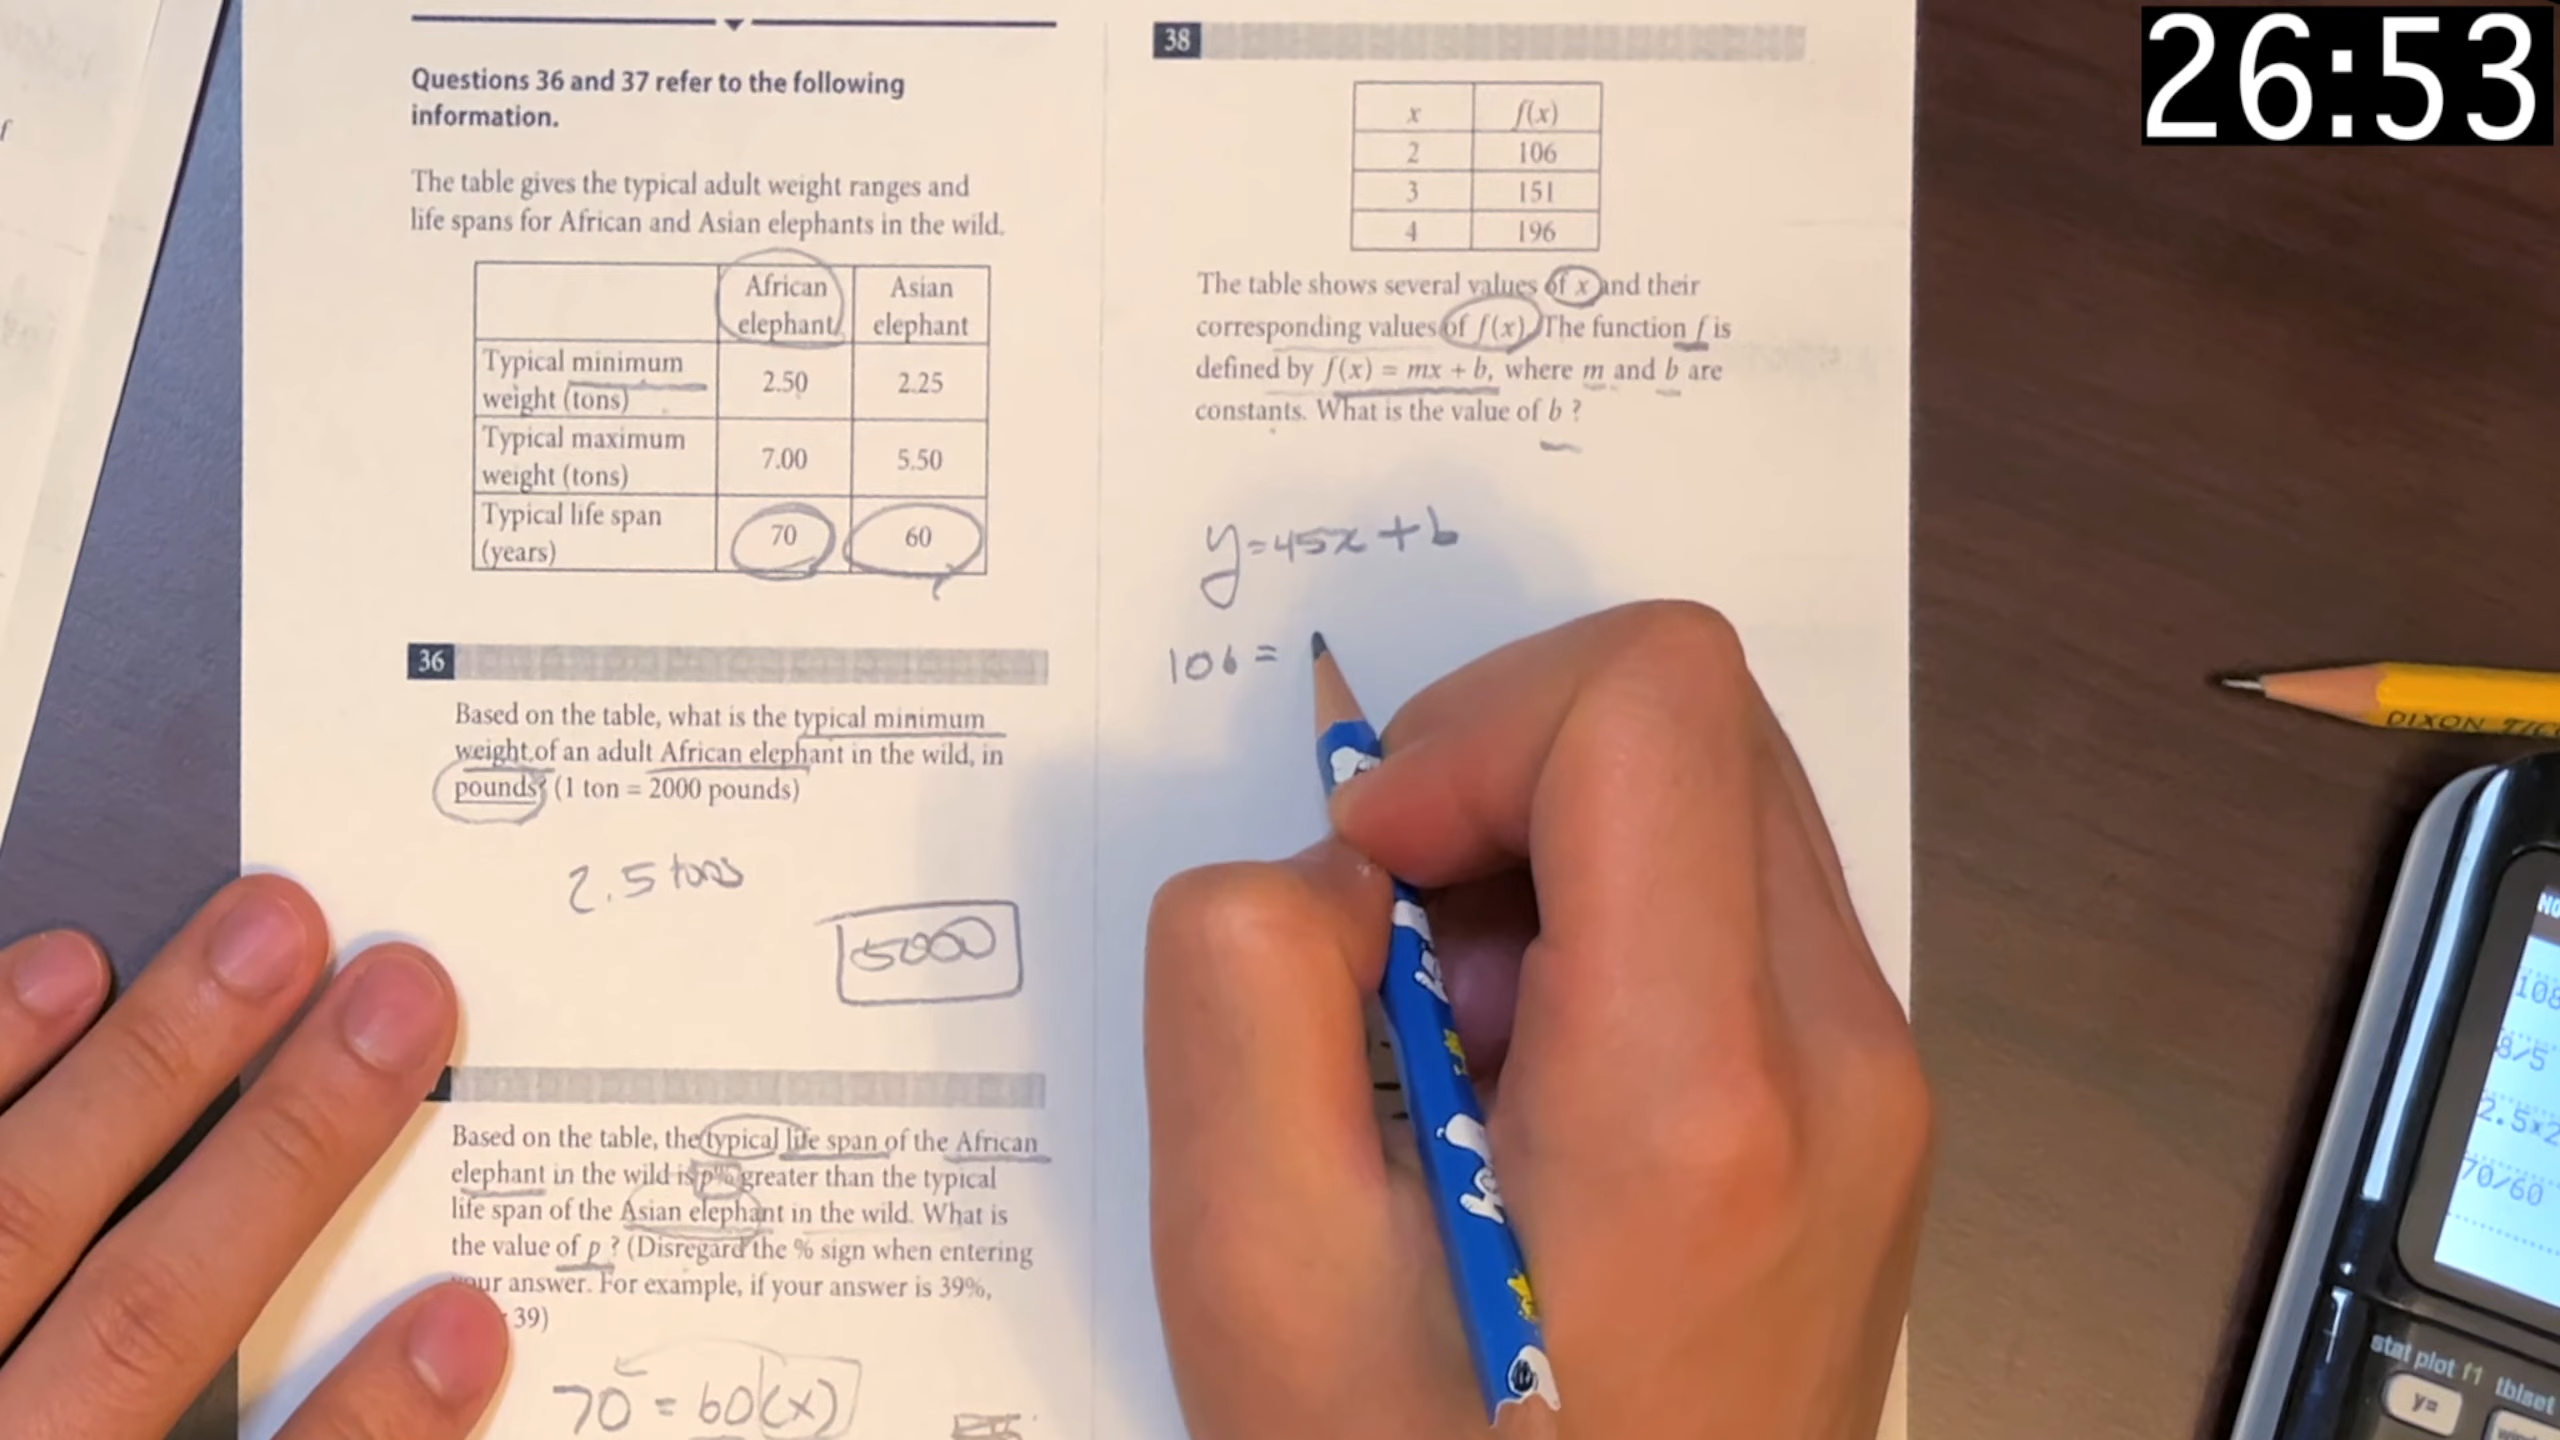 26:53
f
Questions 36 and 37 refer to the following
information.
The table gives the typical adult weight ranges and
life spans for African and Asian elephants in the wild.
African elephant Asian elephant
Typical minimum weight (tons) 2.50 2.25
Typical maximum weight (tons) 7.00 5.50
Typical life span (years) 70 60
36
Based on the table, what is the typical minimum
weight of an adult African elephant in the wild, in
pounds? (1 ton = 2000 pounds)
2.5 tons
5000
Based on the table, the typical life span of the African
elephant in the wild is p% greater than the typical
life span of the Asian elephant in the wild. What is
the value of p ? (Disregard the % sign when entering
your answer. For example, if your answer is 39%,
39)
70 = 60(x)
38
x f(x)
2 106
3 151
4 196
The table shows several values of x and their
corresponding values of f(x). The function f is
defined by f(x) = mx + b, where m and b are
constants. What is the value of b ?
y=45x+b
106 =
DIXON
108
8/5
2.5*2
70/60
stat plot f1 tblset
y=